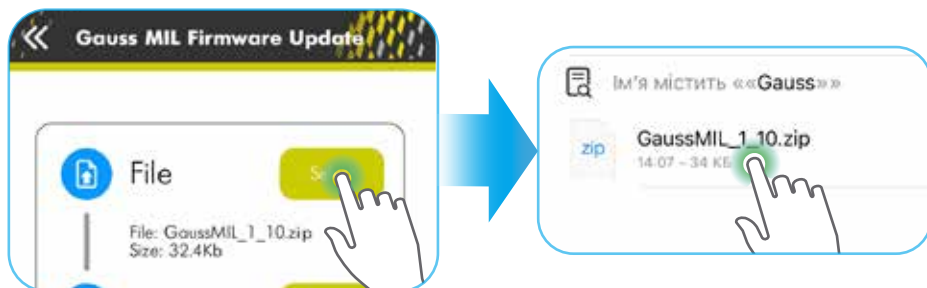 Gauss MIL Firmware Update
File
File: GaussMIL_1_10.zip
Size: 32.4Kb
Ім'я містить ««Gauss»»
zip
GaussMIL_1_10.zip
14:07 – 34 КБ